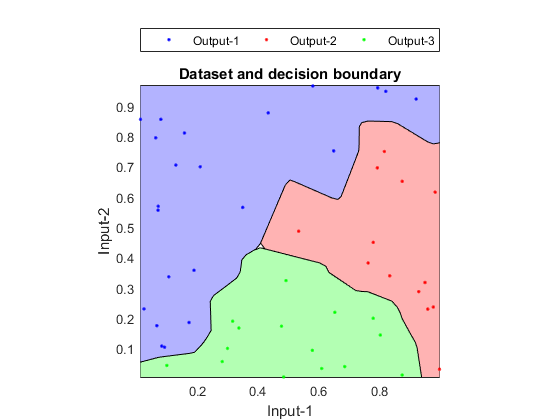 Output-1 Output-2 Output-3
Dataset and decision boundary
0.9
0.8
0.7
0.6
0.5
0.4
0.3
0.2
0.1
Input-2
0.2 0.4 0.6 0.8
Input-1